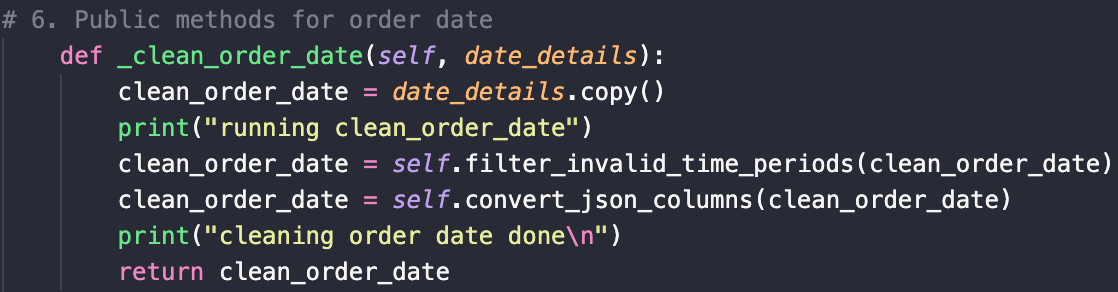 # 6. Public methods for order date
def _clean_order_date(self, date_details):
clean_order_date = date_details.copy()
print("running clean_order_date")
clean_order_date = self.filter_invalid_time_periods(clean_order_date)
clean_order_date = self.convert_json_columns(clean_order_date)
print("cleaning order date done\n")
return clean_order_date